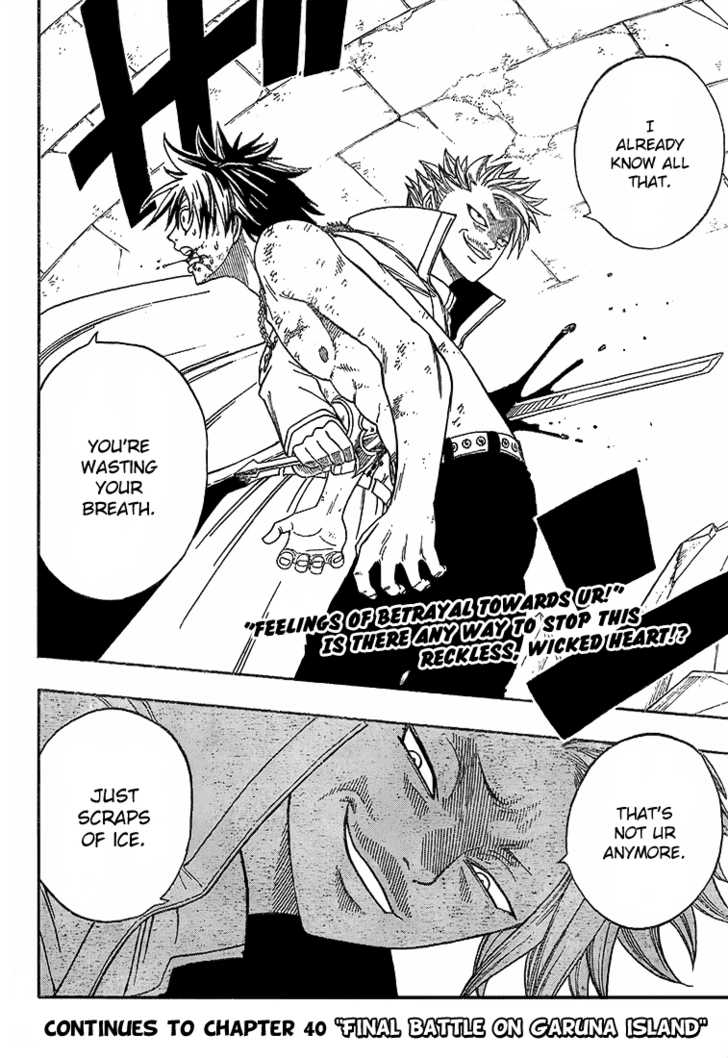 I
ALREADY
KNOW ALL
THAT.
YOU'RE
WASTING
YOUR
BREATH.
"FEELINGS OF BETRAYAL TOWARDS UR!"
IS THERE ANY WAY TO STOP THIS
RECKLESS, WICKED HEART!?
THAT'S
NOT UR
ANYMORE.
JUST
SCRAPS
OF ICE.
CONTINUES TO CHAPTER 40 "FINAL BATTLE ON GARUNA ISLAND"